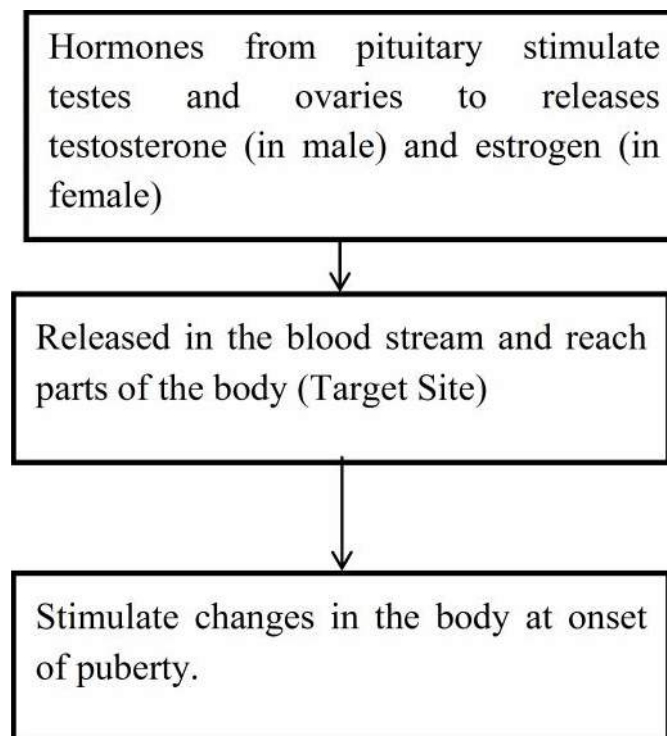 Hormones from pituitary stimulate
testes and ovaries to releases
testosterone (in male) and estrogen (in
female)
Released in the blood stream and reach
parts of the body (Target Site)
Stimulate changes in the body at onset
of puberty.